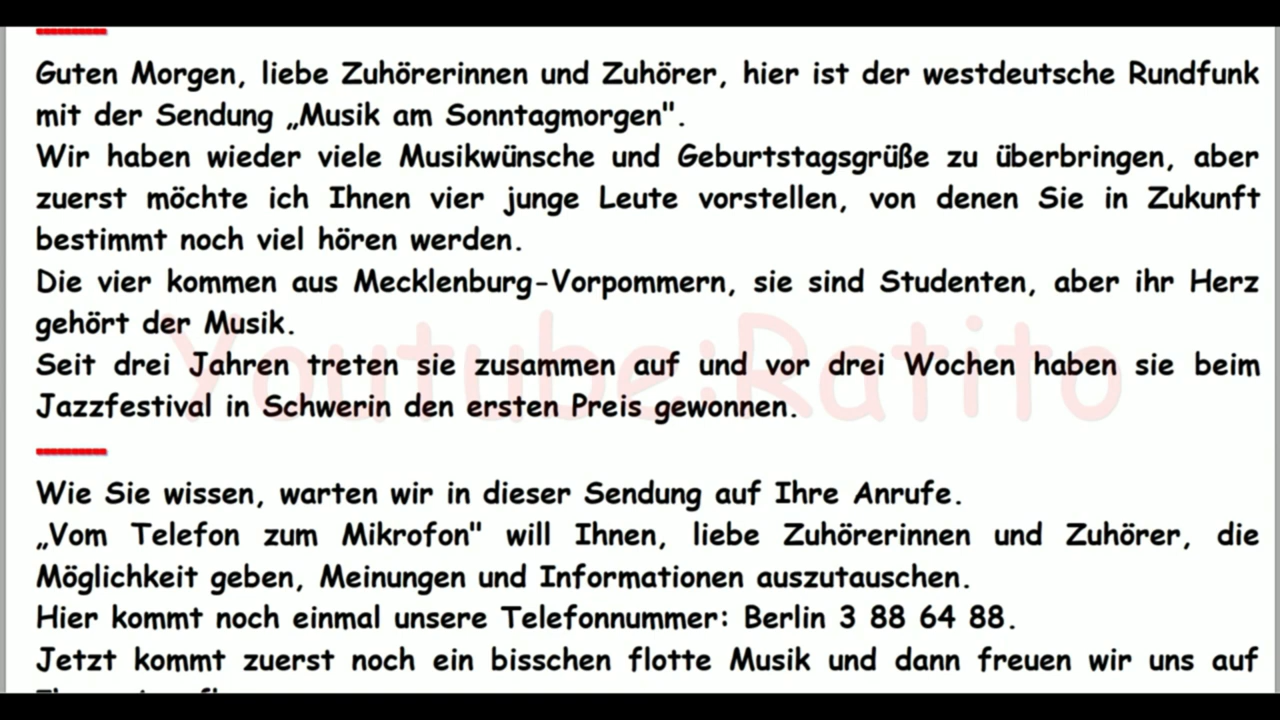 Guten Morgen, liebe Zuhörerinnen und Zuhörer, hier ist der westdeutsche Rundfunk
mit der Sendung „Musik am Sonntagmorgen".
Wir haben wieder viele Musikwünsche und Geburtstagsgrüße zu überbringen, aber
zuerst möchte ich Ihnen vier junge Leute vorstellen, von denen Sie in Zukunft
bestimmt noch viel hören werden.
Die vier kommen aus Mecklenburg-Vorpommern, sie sind Studenten, aber ihr Herz
gehört der Musik.
Youtube:Ratito
Seit drei Jahren treten sie zusammen auf und vor drei Wochen haben sie beim
Jazzfestival in Schwerin den ersten Preis gewonnen.
Wie Sie wissen, warten wir in dieser Sendung auf Ihre Anrufe.
„Vom Telefon zum Mikrofon" will Ihnen, liebe Zuhörerinnen und Zuhörer, die
Möglichkeit geben, Meinungen und Informationen auszutauschen.
Hier kommt noch einmal unsere Telefonnummer: Berlin 3 88 64 88.
Jetzt kommt zuerst noch ein bisschen flotte Musik und dann freuen wir uns auf